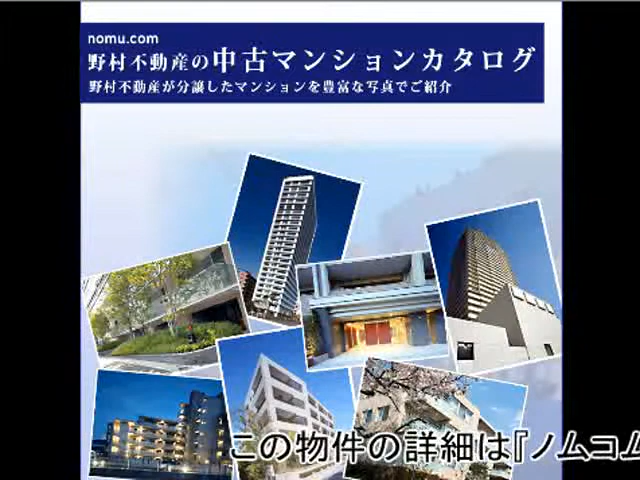 nomu.com
野村不動産の中古マンションカタログ
野村不動産が分譲したマンションを豊富な写真でご紹介
この物件の詳細は『ノムコム